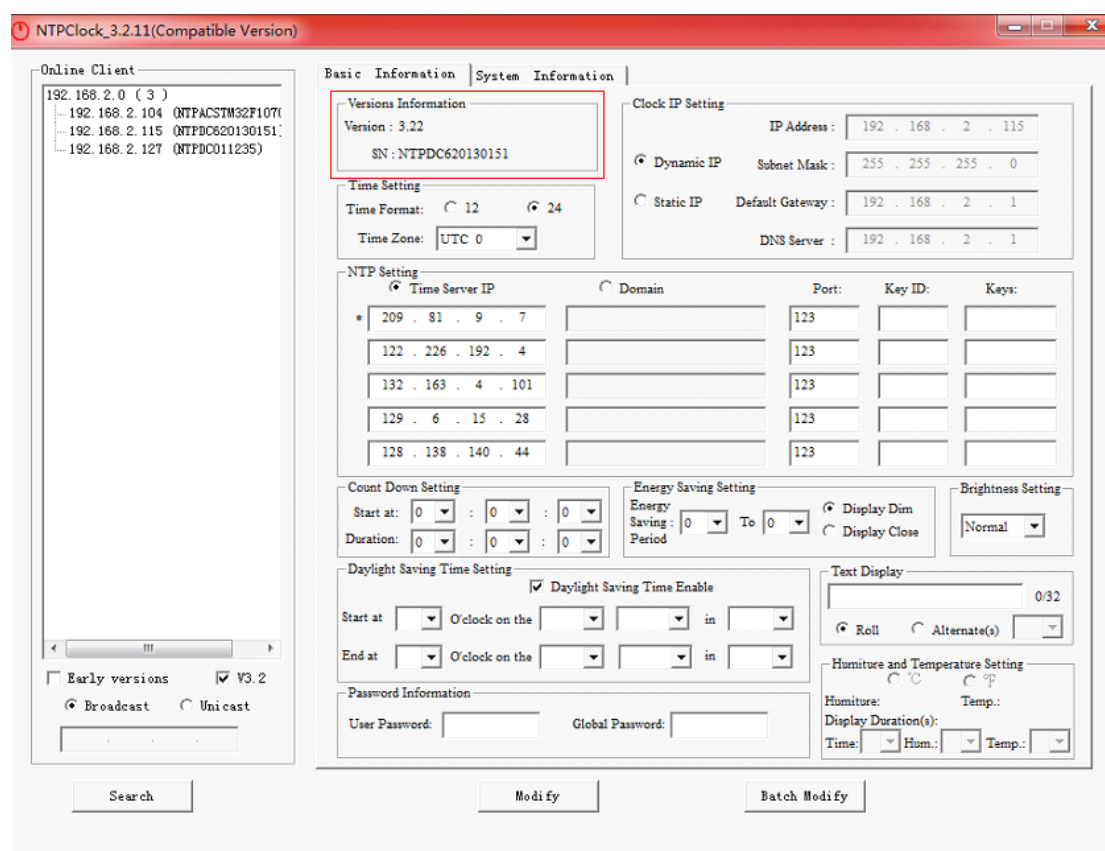 NTPClock_3.2.11(Compatible Version)
Online Client
192.168.2.0 ( 3 )
192.168.2.104 (NTPACSTM32F107(
192.168.2.115 (NTPDC620130151]
192.168.2.127 (NTPDC011235)
Early versions V3.2
Broadcast Unicast
. . .
Search
Basic Information System Information
Versions Information
Version : 3.22
SN : NTPDC620130151
Time Setting
Time Format: 12 24
Time Zone: UTC 0
Clock IP Setting
IP Address : 192 . 168 . 2 . 115
Dynamic IP Subnet Mask : 255 . 255 . 255 . 0
Static IP Default Gateway : 192 . 168 . 2 . 1
DNS Server : 192 . 168 . 2 . 1
NTP Setting
Time Server IP Domain Port: Key ID: Keys:
* 209 . 81 . 9 . 7 123
122 . 226 . 192 . 4 123
132 . 163 . 4 . 101 123
129 . 6 . 15 . 28 123
128 . 138 . 140 . 44 123
Count Down Setting
Start at: 0 : 0 : 0
Duration: 0 : 0 : 0
Energy Saving Setting
Energy
Saving : 0 To 0
Period
Display Dim
Display Close
Brightness Setting
Normal
Daylight Saving Time Setting
Daylight Saving Time Enable
Start at O'clock on the in
End at O'clock on the in
Text Display
0/32
Roll Alternate(s)
Password Information
User Password: Global Password:
Humiture and Temperature Setting
℃ ℉
Humiture: Temp.:
Display Duration(s):
Time: Hum.: Temp.:
Modify Batch Modify